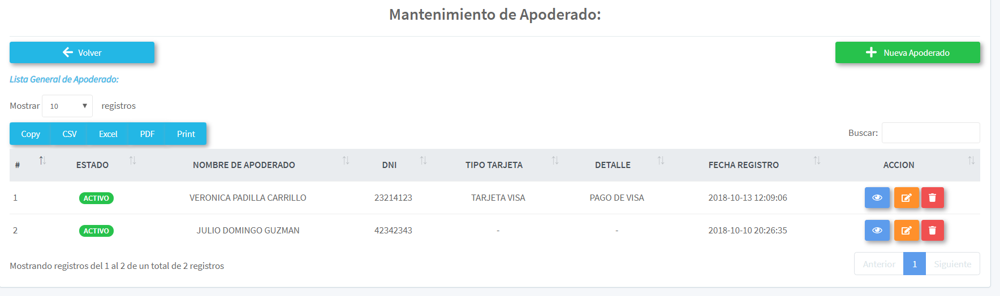 Mantenimiento de Apoderado:
Volver
Nueva Apoderado
Lista General de Apoderado:
Mostrar 10 registros
Copy CSV Excel PDF Print
Buscar:
# ESTADO NOMBRE DE APODERADO DNI TIPO TARJETA DETALLE FECHA REGISTRO ACCION
1 ACTIVO VERONICA PADILLA CARRILLO 23214123 TARJETA VISA PAGO DE VISA 2018-10-13 12:09:06
2 ACTIVO JULIO DOMINGO GUZMAN 42342343 - - 2018-10-10 20:26:35
Mostrando registros del 1 al 2 de un total de 2 registros
Anterior 1 Siguiente